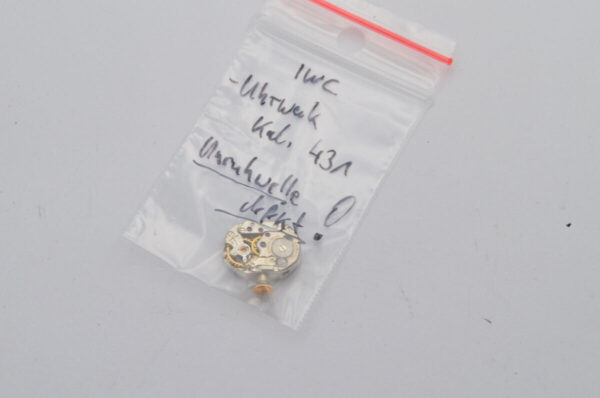 IWC
-Uhrwerk
Kal. 431
Unruhwelle
defekt.